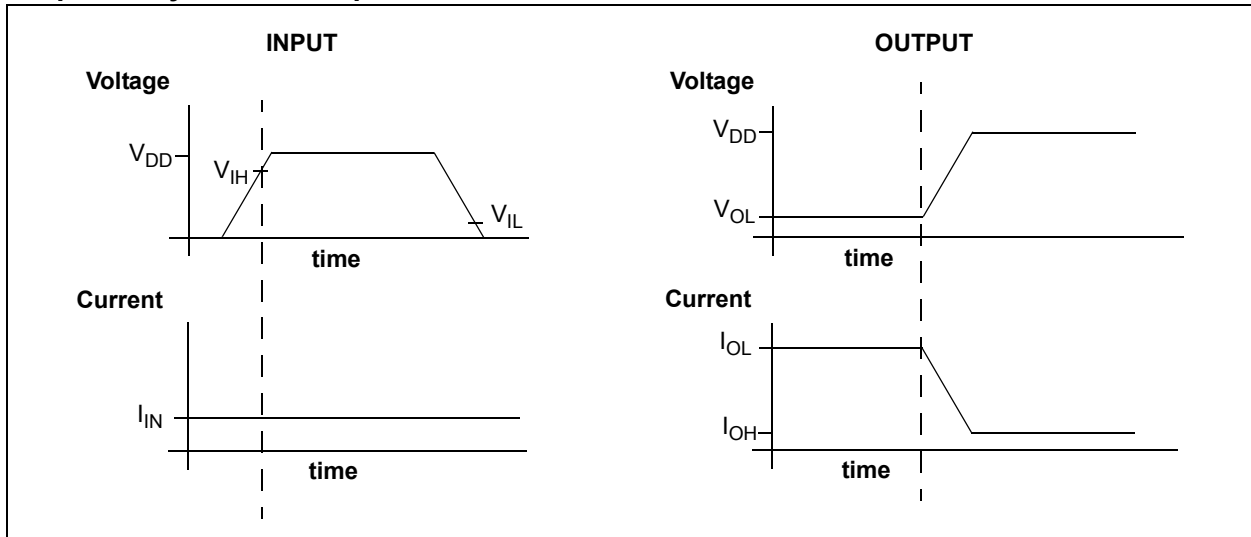 INPUT
Voltage
VDD
VIH
VIL
time
Current
IIN
time
OUTPUT
Voltage
VDD
VOL
time
Current
IOL
IOH
time